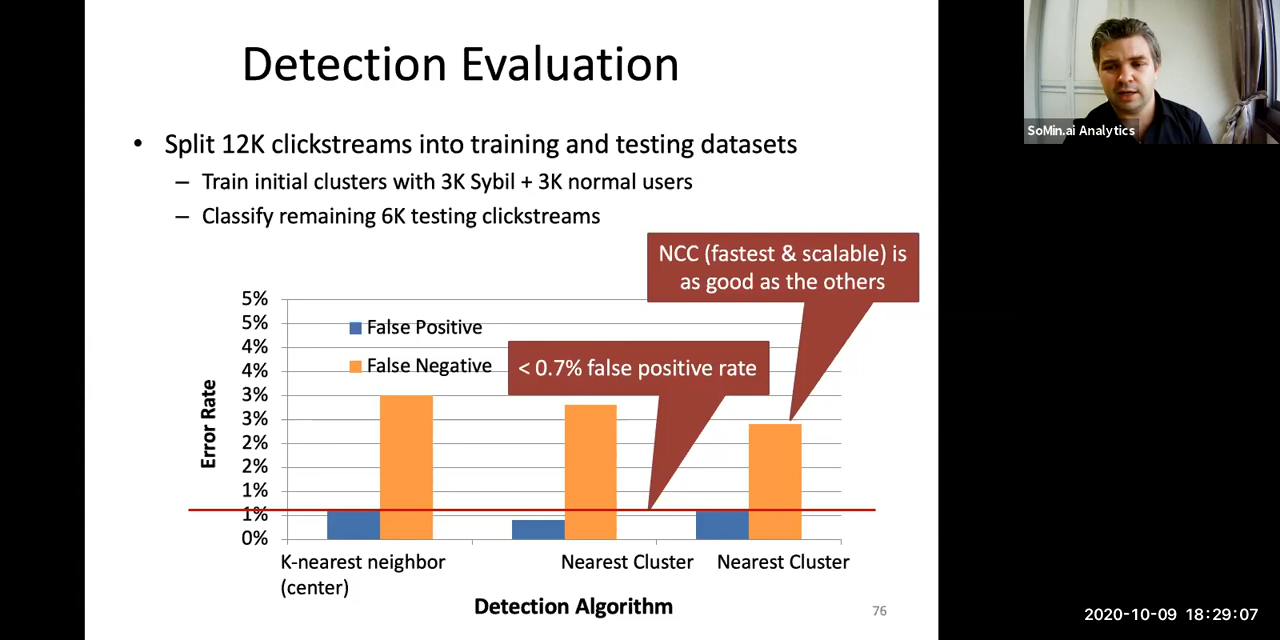 Detection Evaluation
• Split 12K clickstreams into training and testing datasets
– Train initial clusters with 3K Sybil + 3K normal users
– Classify remaining 6K testing clickstreams
NCC (fastest & scalable) is
as good as the others
5%
5%
4%
4%
3%
3%
2%
2%
1%
1%
0%
Error Rate
False Positive
False Negative
< 0.7% false positive rate
K-nearest neighbor
(center)
Nearest Cluster
Nearest Cluster
Detection Algorithm
76
SoMin.ai Analytics
2020-10-09 18:29:07